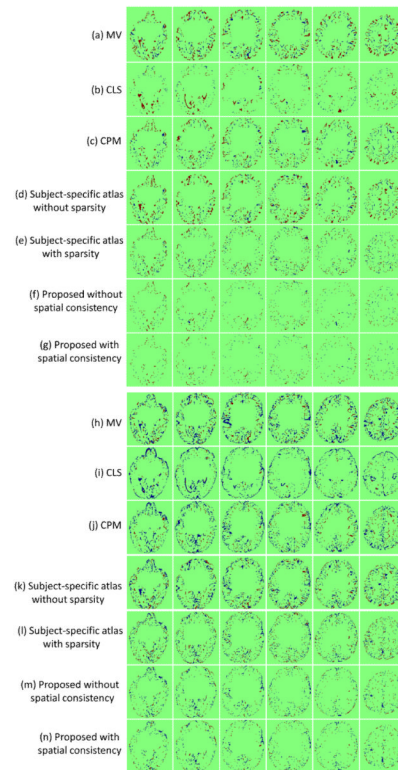 (a) MV
(b) CLS
(c) CPM
(d) Subject-specific atlas
without sparsity
(e) Subject-specific atlas
with sparsity
(f) Proposed without
spatial consistency
(g) Proposed with
spatial consistency
(h) MV
(i) CLS
(j) CPM
(k) Subject-specific atlas
without sparsity
(l) Subject-specific atlas
with sparsity
(m) Proposed without
spatial consistency
(n) Proposed with
spatial consistency